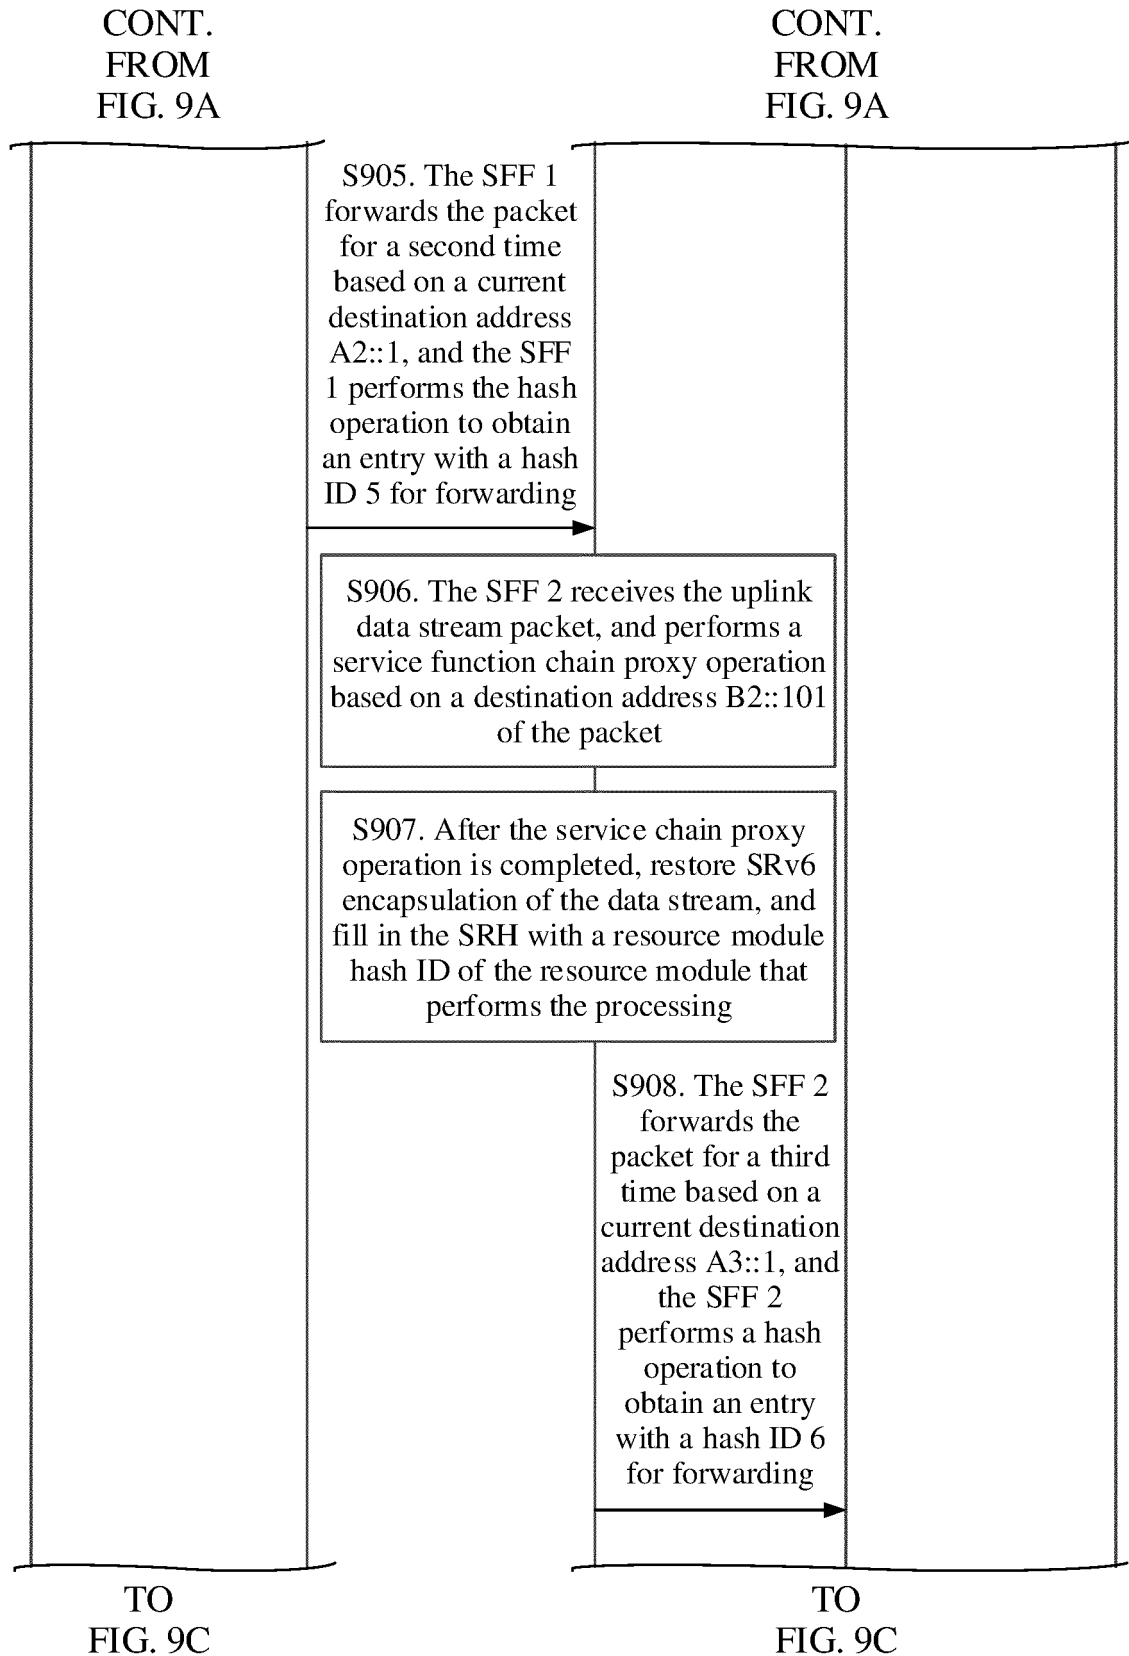 CONT.
FROM
FIG. 9A
CONT.
FROM
FIG. 9A
S905. The SFF 1
forwards the packet
for a second time
based on a current
destination address
A2::1, and the SFF
1 performs the hash
operation to obtain
an entry with a hash
ID 5 for forwarding
S906. The SFF 2 receives the uplink
data stream packet, and performs a
service function chain proxy operation
based on a destination address B2::101
of the packet
S907. After the service chain proxy
operation is completed, restore SRv6
encapsulation of the data stream, and
fill in the SRH with a resource module
hash ID of the resource module that
performs the processing
S908. The SFF 2
forwards the
packet for a third
time based on a
current destination
address A3::1, and
the SFF 2
performs a hash
operation to
obtain an entry
with a hash ID 6
for forwarding
TO
FIG. 9C
TO
FIG. 9C